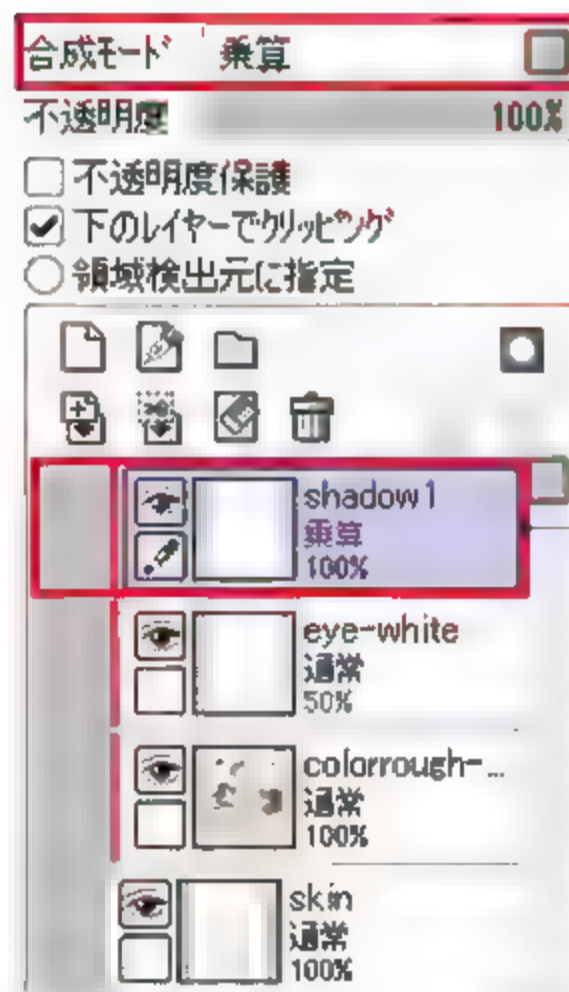 合成モード 乗算
不透明度 100%
不透明度保護
下のレイヤーでクリッピング
領域検出元に指定
shadow1
乗算
100%
eye-white
通常
50%
colorrough-...
通常
100%
skin
通常
100%